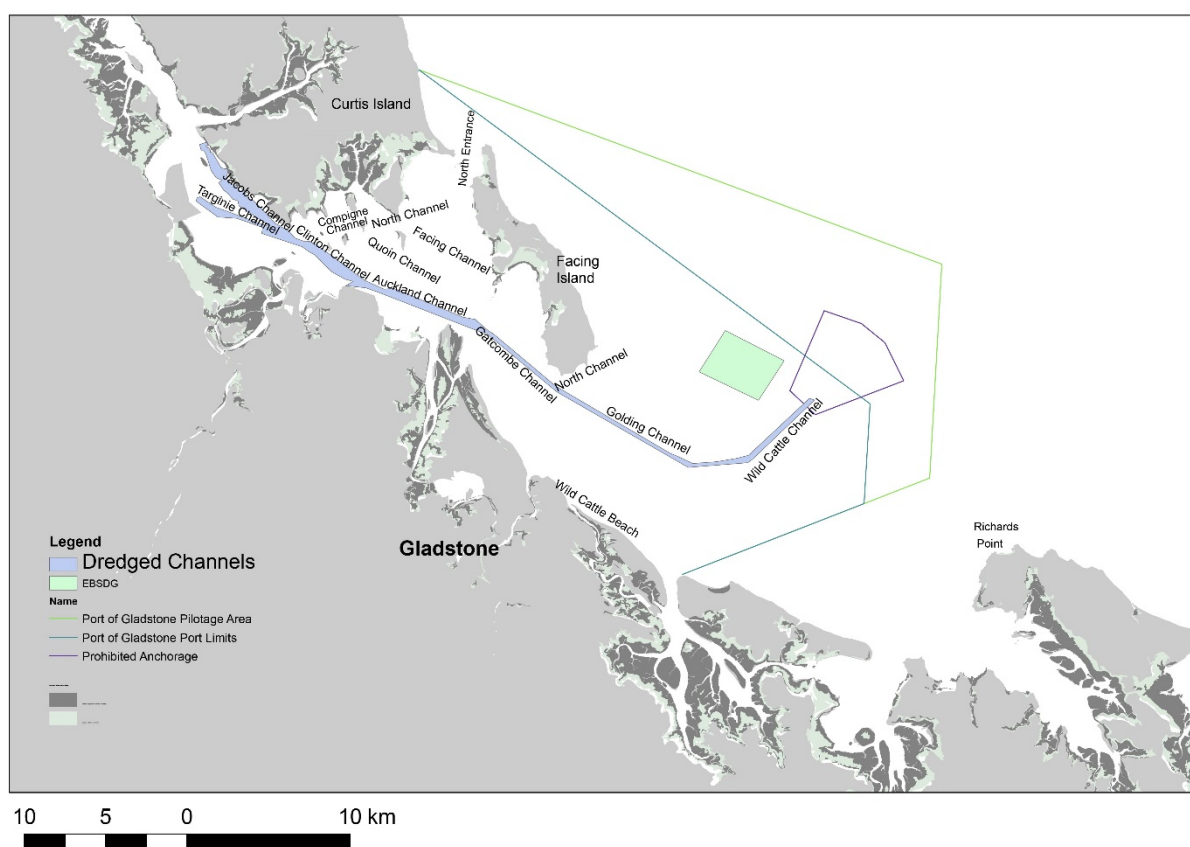 Curtis Island
North Entrance
Jacobs Channel
Targinie Channel
Compigne
Channel
North Channel
Clinton Channel
Quoin Channel
Facing Channel
Facing
Island
Auckland Channel
Gatcombe Channel
North Channel
Golding Channel
Wild Cattle Channel
Wild Cattle Beach
Gladstone
Richards
Point
Legend
Dredged Channels
EBSDG
Name
Port of Gladstone Pilotage Area
Port of Gladstone Port Limits
Prohibited Anchorage
10 5 0 10 km